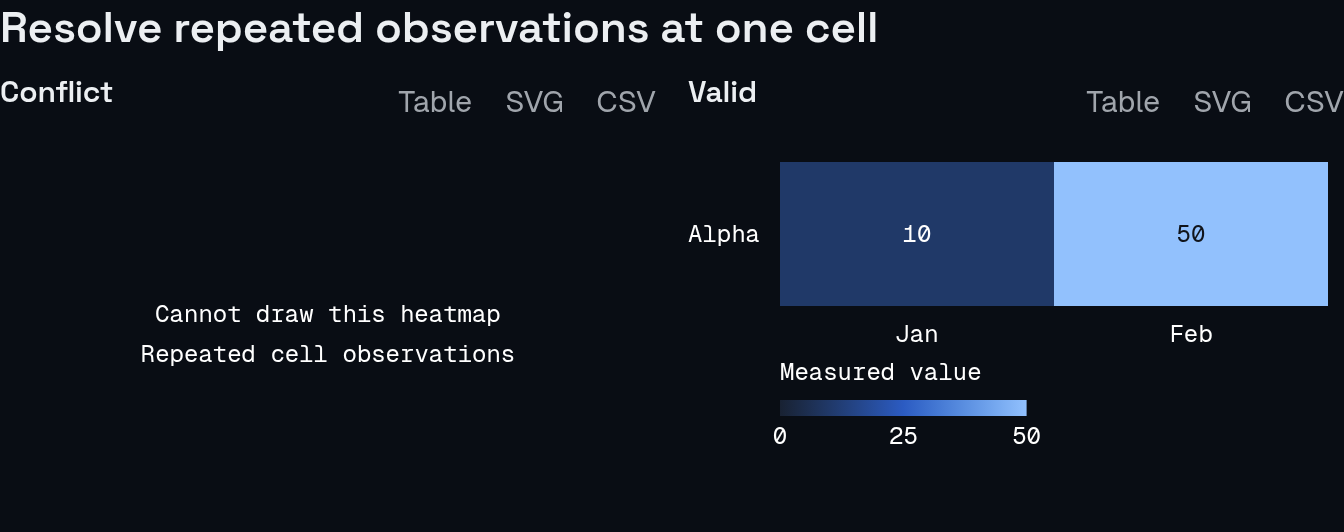 Resolve repeated observations at one cell
Conflict
Table SVG CSV
Cannot draw this heatmap
Repeated cell observations
Valid
Table SVG CSV
Alpha
10
50
Jan
Feb
Measured value
0 25 50